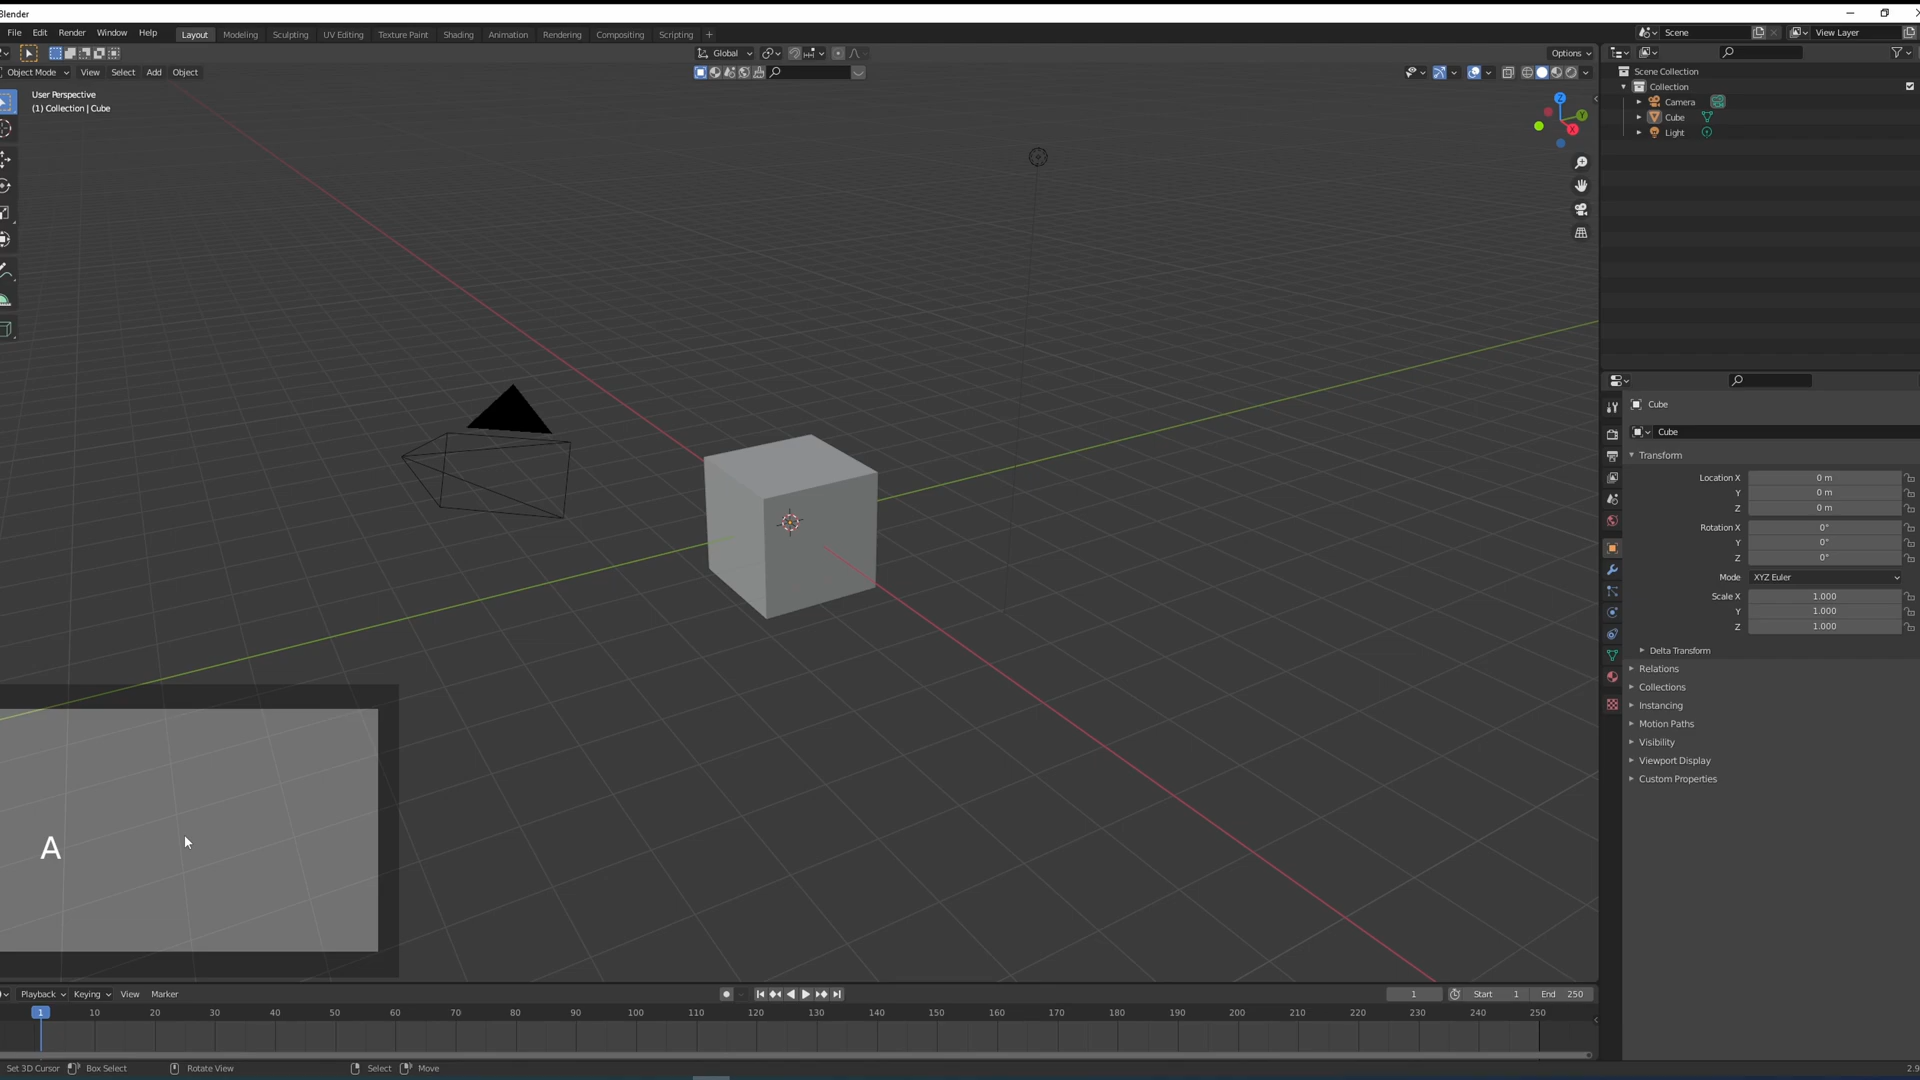 Blender
File Edit Render Window Help Layout Modeling Sculpting UV Editing Texture Paint Shading Animation Rendering Compositing Scripting + Scene View Layer
Global Options
Object Mode View Select Add Object
User Perspective
(1) Collection | Cube
Z
Y
X
Scene Collection
Collection
Camera
Cube
Light
Cube
Cube
Transform
Location X 0 m
Y 0 m
Z 0 m
Rotation X 0°
Y 0°
Z 0°
Mode XYZ Euler
Scale X 1.000
Y 1.000
Z 1.000
Delta Transform
Relations
Collections
Instancing
Motion Paths
Visibility
Viewport Display
Custom Properties
A
Playback Keying View Marker 1 Start 1 End 250
1 10 20 30 40 50 60 70 80 90 100 110 120 130 140 150 160 170 180 190 200 210 220 230 240 250
Set 3D Cursor Box Select Rotate View Select Move 2.9